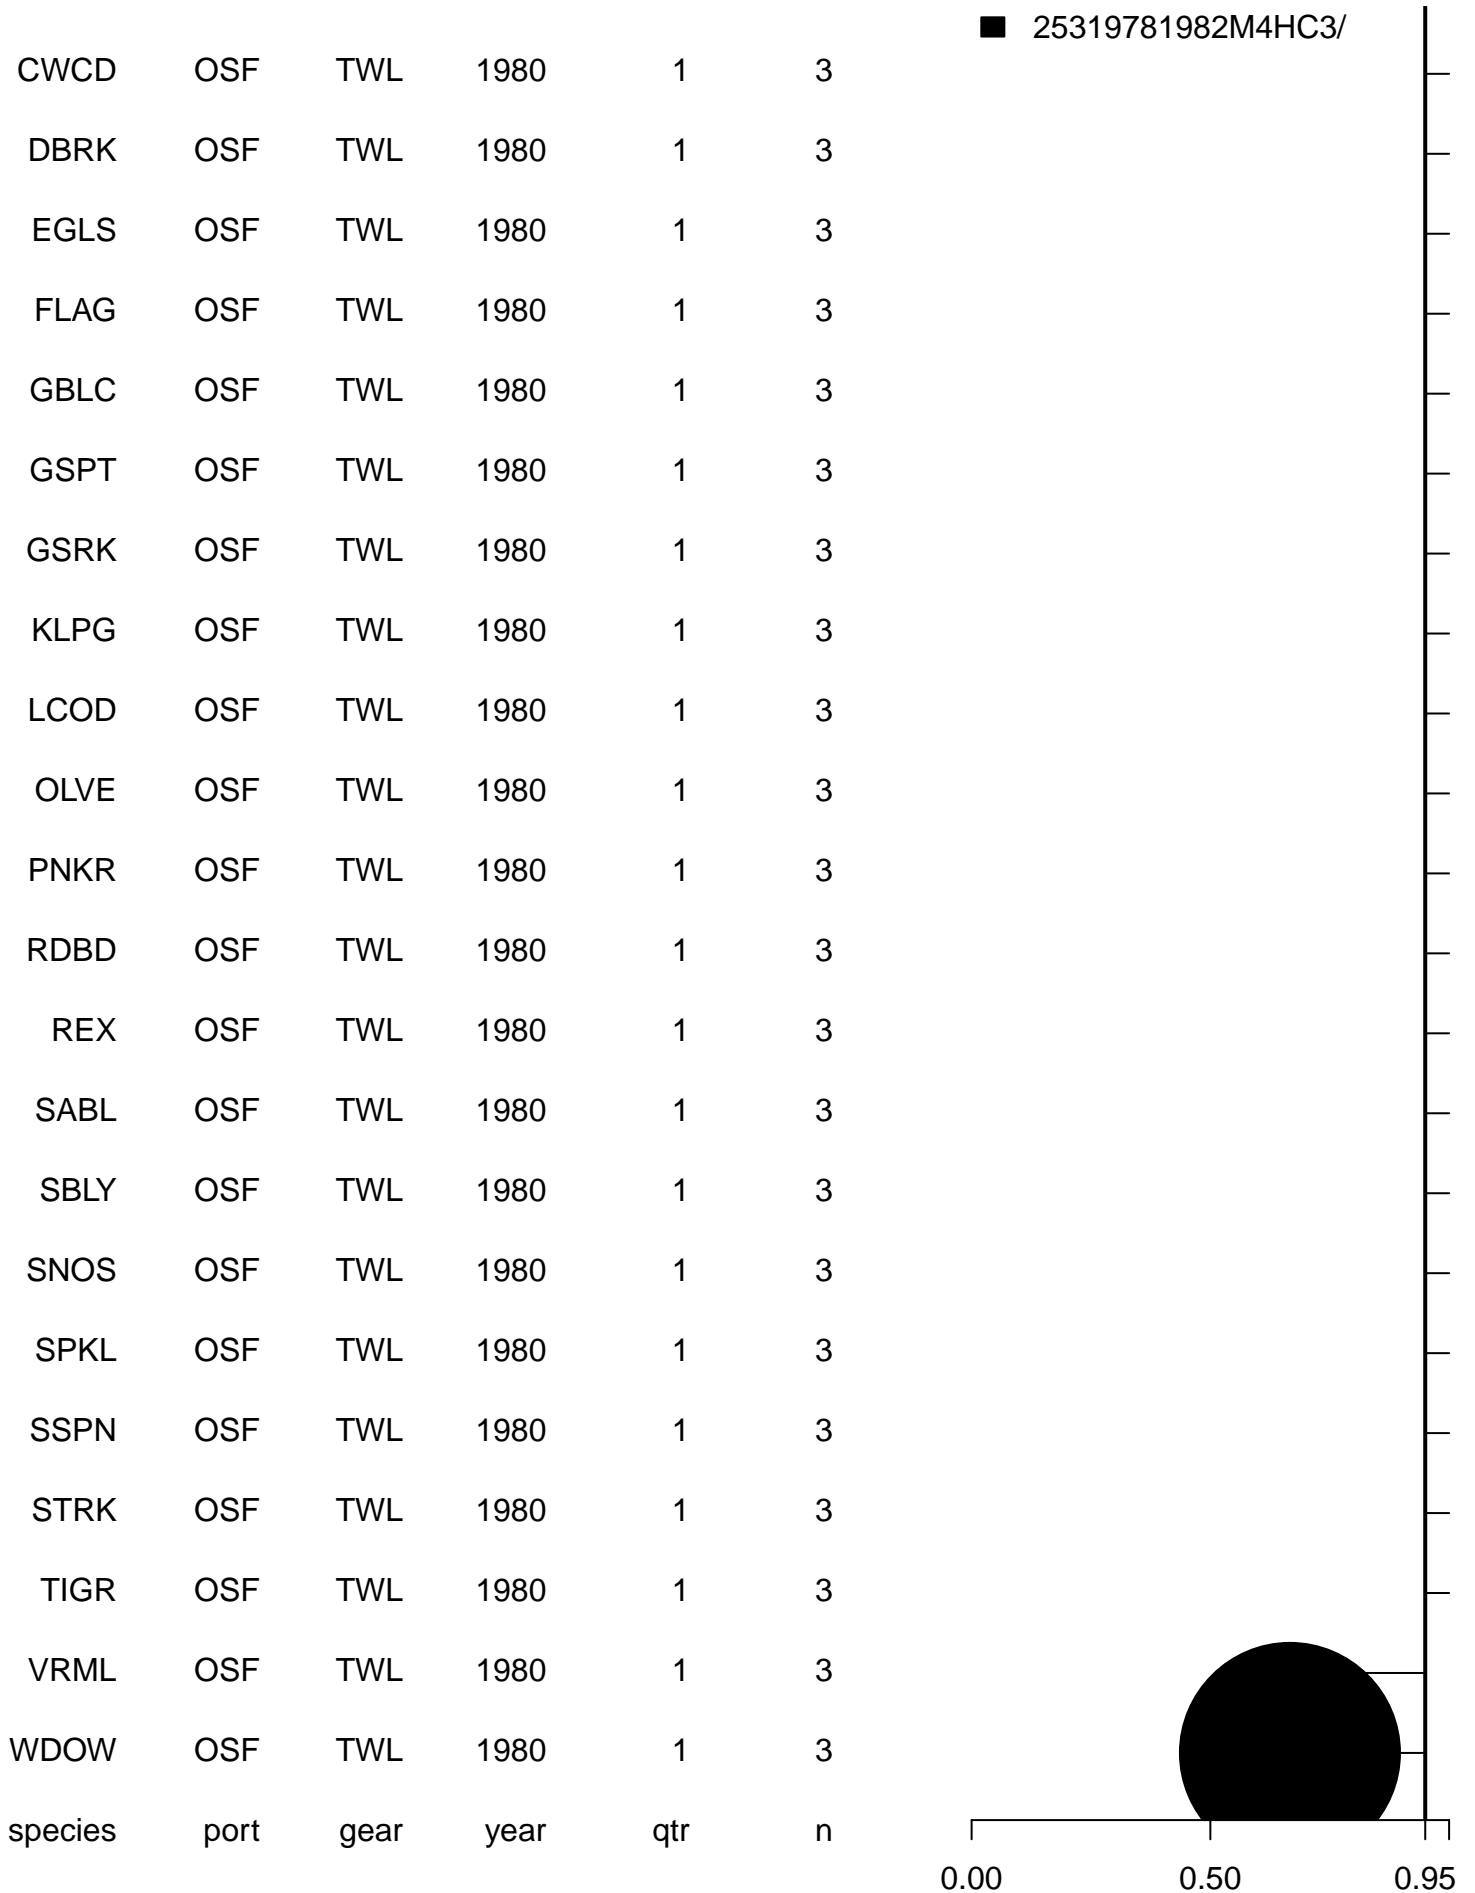 25319781982M4HC3/
CWCD OSF TWL 1980 1 3
DBRK OSF TWL 1980 1 3
EGLS OSF TWL 1980 1 3
FLAG OSF TWL 1980 1 3
GBLC OSF TWL 1980 1 3
GSPT OSF TWL 1980 1 3
GSRK OSF TWL 1980 1 3
KLPG OSF TWL 1980 1 3
LCOD OSF TWL 1980 1 3
OLVE OSF TWL 1980 1 3
PNKR OSF TWL 1980 1 3
RDBD OSF TWL 1980 1 3
REX OSF TWL 1980 1 3
SABL OSF TWL 1980 1 3
SBLY OSF TWL 1980 1 3
SNOS OSF TWL 1980 1 3
SPKL OSF TWL 1980 1 3
SSPN OSF TWL 1980 1 3
STRK OSF TWL 1980 1 3
TIGR OSF TWL 1980 1 3
VRML OSF TWL 1980 1 3
WDOW OSF TWL 1980 1 3
species port gear year qtr n
0.00 0.50 0.95